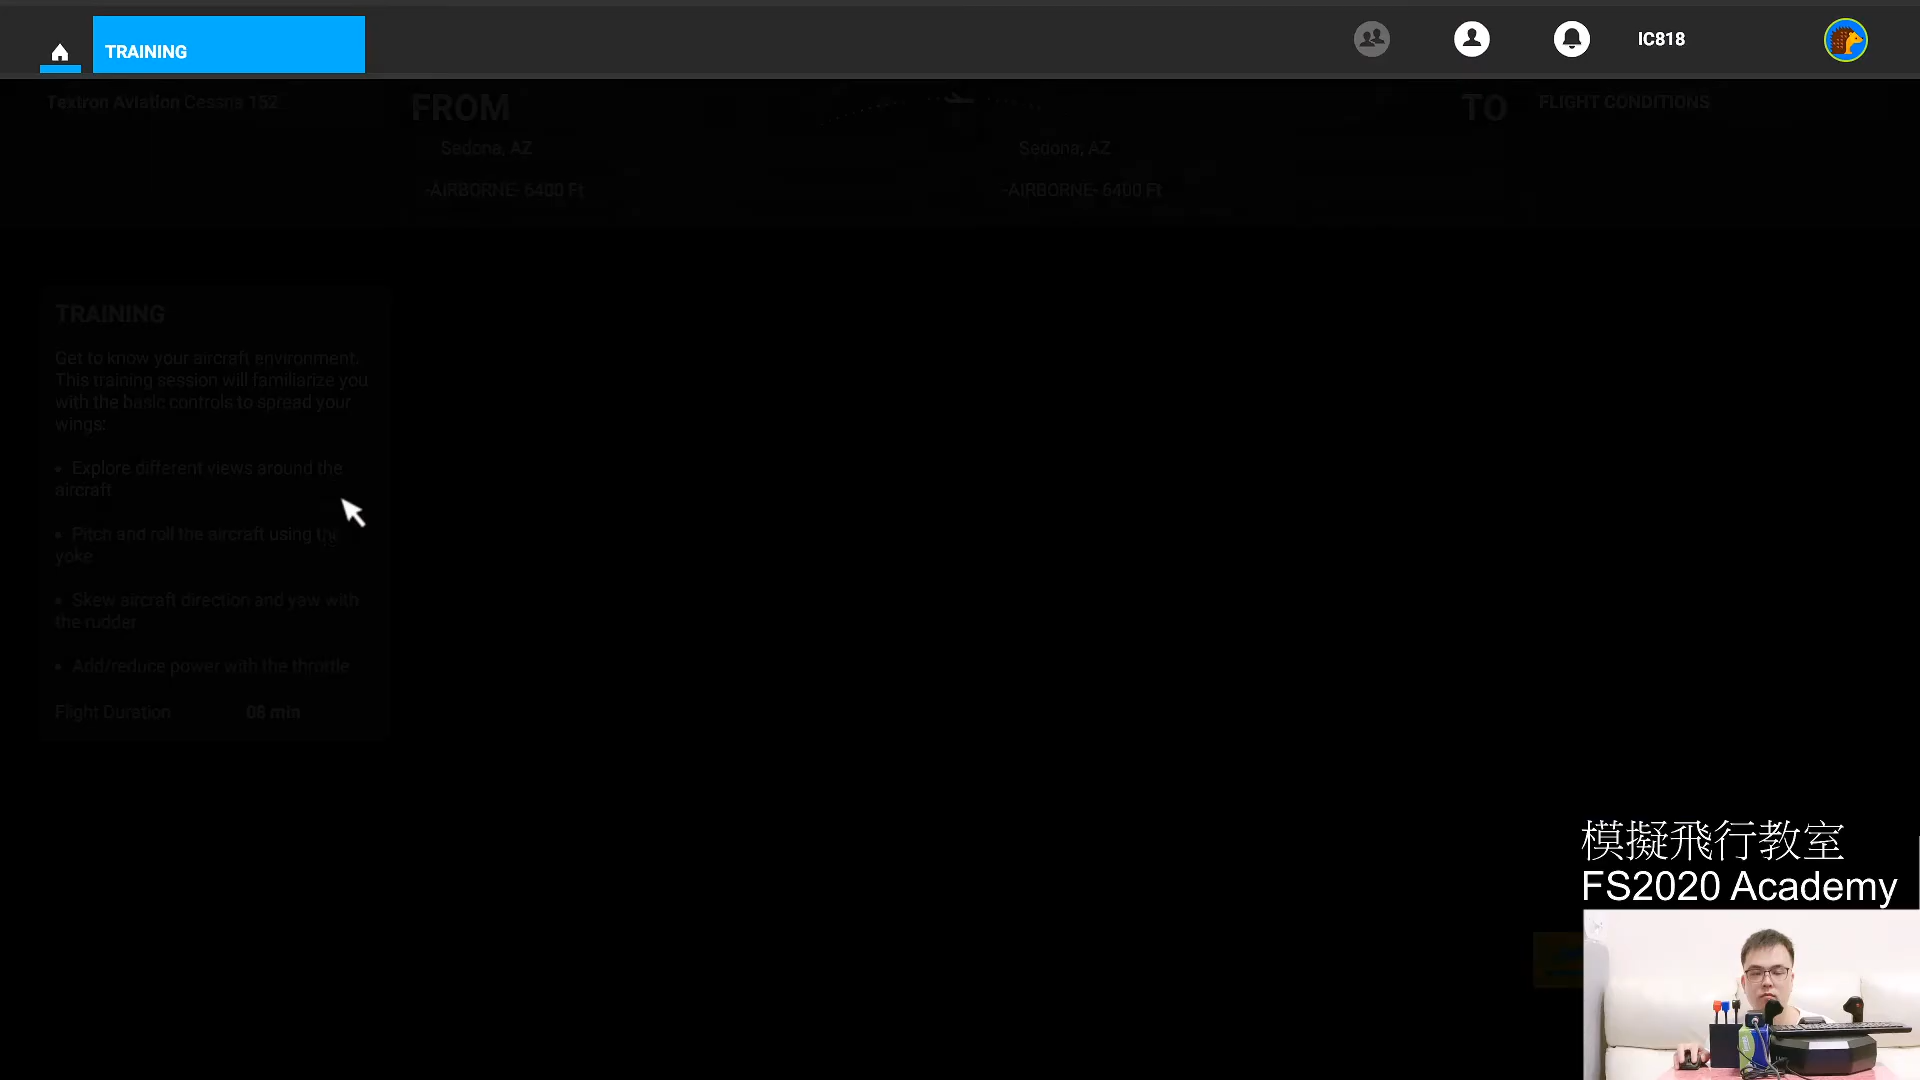 TRAINING
IC818
Textron Aviation Cessna 152
FROM
TO
FLIGHT CONDITIONS
Sedona, AZ
Sedona, AZ
-AIRBORNE- 6400 Ft
-AIRBORNE- 6400 Ft
TRAINING
Get to know your aircraft environment.
This training session will familiarize you
with the basic controls to spread your
wings:
• Explore different views around the
aircraft
• Pitch and roll the aircraft using the
yoke
• Skew aircraft direction and yaw with
the rudder
• Add/reduce power with the throttle
Flight Duration 08 min
模擬飛行教室
FS2020 Academy